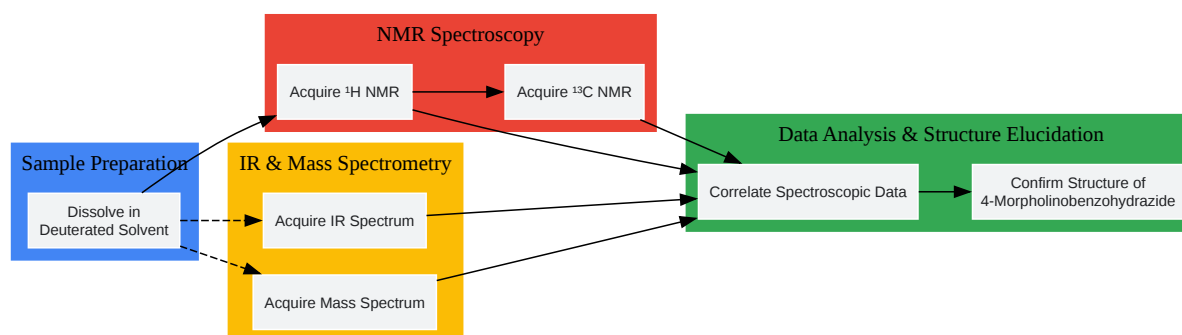 NMR Spectroscopy
Acquire ¹H NMR
Acquire ¹³C NMR
Sample Preparation
Dissolve in
Deuterated Solvent
IR & Mass Spectrometry
Acquire IR Spectrum
Acquire Mass Spectrum
Data Analysis & Structure Elucidation
Correlate Spectroscopic Data
Confirm Structure of
4-Morpholinobenzohydrazide